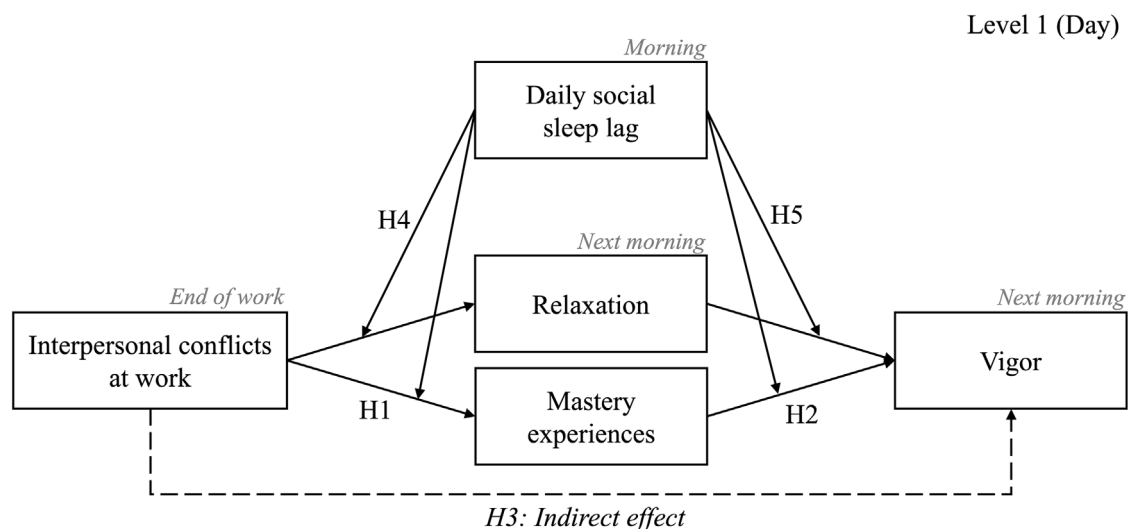 Level 1 (Day)
Morning
Daily social
sleep lag
H4
H5
Next morning
Relaxation
End of work
Interpersonal conflicts
at work
Next morning
Vigor
H1
Mastery
experiences
H2
H3: Indirect effect